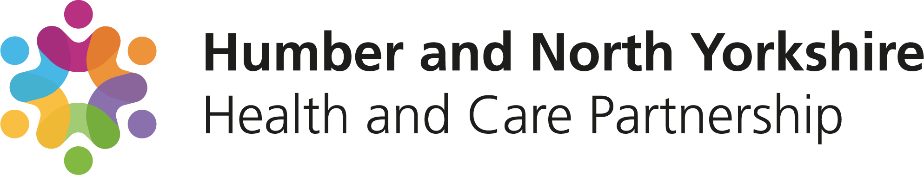 Humber and North Yorkshire
Health and Care Partnership